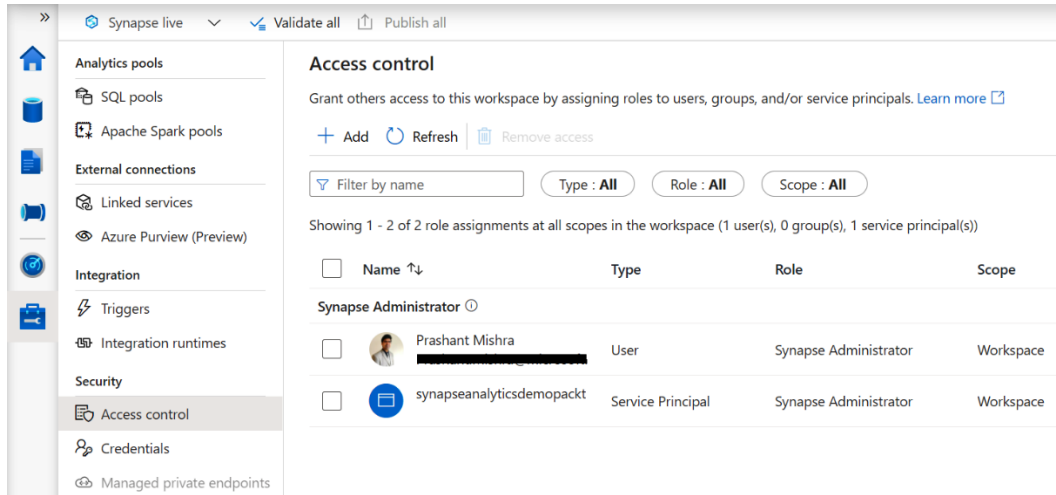 »
Synapse live
Validate all
Publish all
Analytics pools
SQL pools
Apache Spark pools
External connections
Linked services
Azure Purview (Preview)
Integration
Triggers
Integration runtimes
Security
Access control
Credentials
Managed private endpoints
Access control
Grant others access to this workspace by assigning roles to users, groups, and/or service principals. Learn more
Add Refresh Remove access
Filter by name Type : All Role : All Scope : All
Showing 1 - 2 of 2 role assignments at all scopes in the workspace (1 user(s), 0 group(s), 1 service principal(s))
Name ↑↓ Type Role Scope
Synapse Administrator
Prashant Mishra
User Synapse Administrator Workspace
synapseanalyticsdemopackt
Service Principal Synapse Administrator Workspace